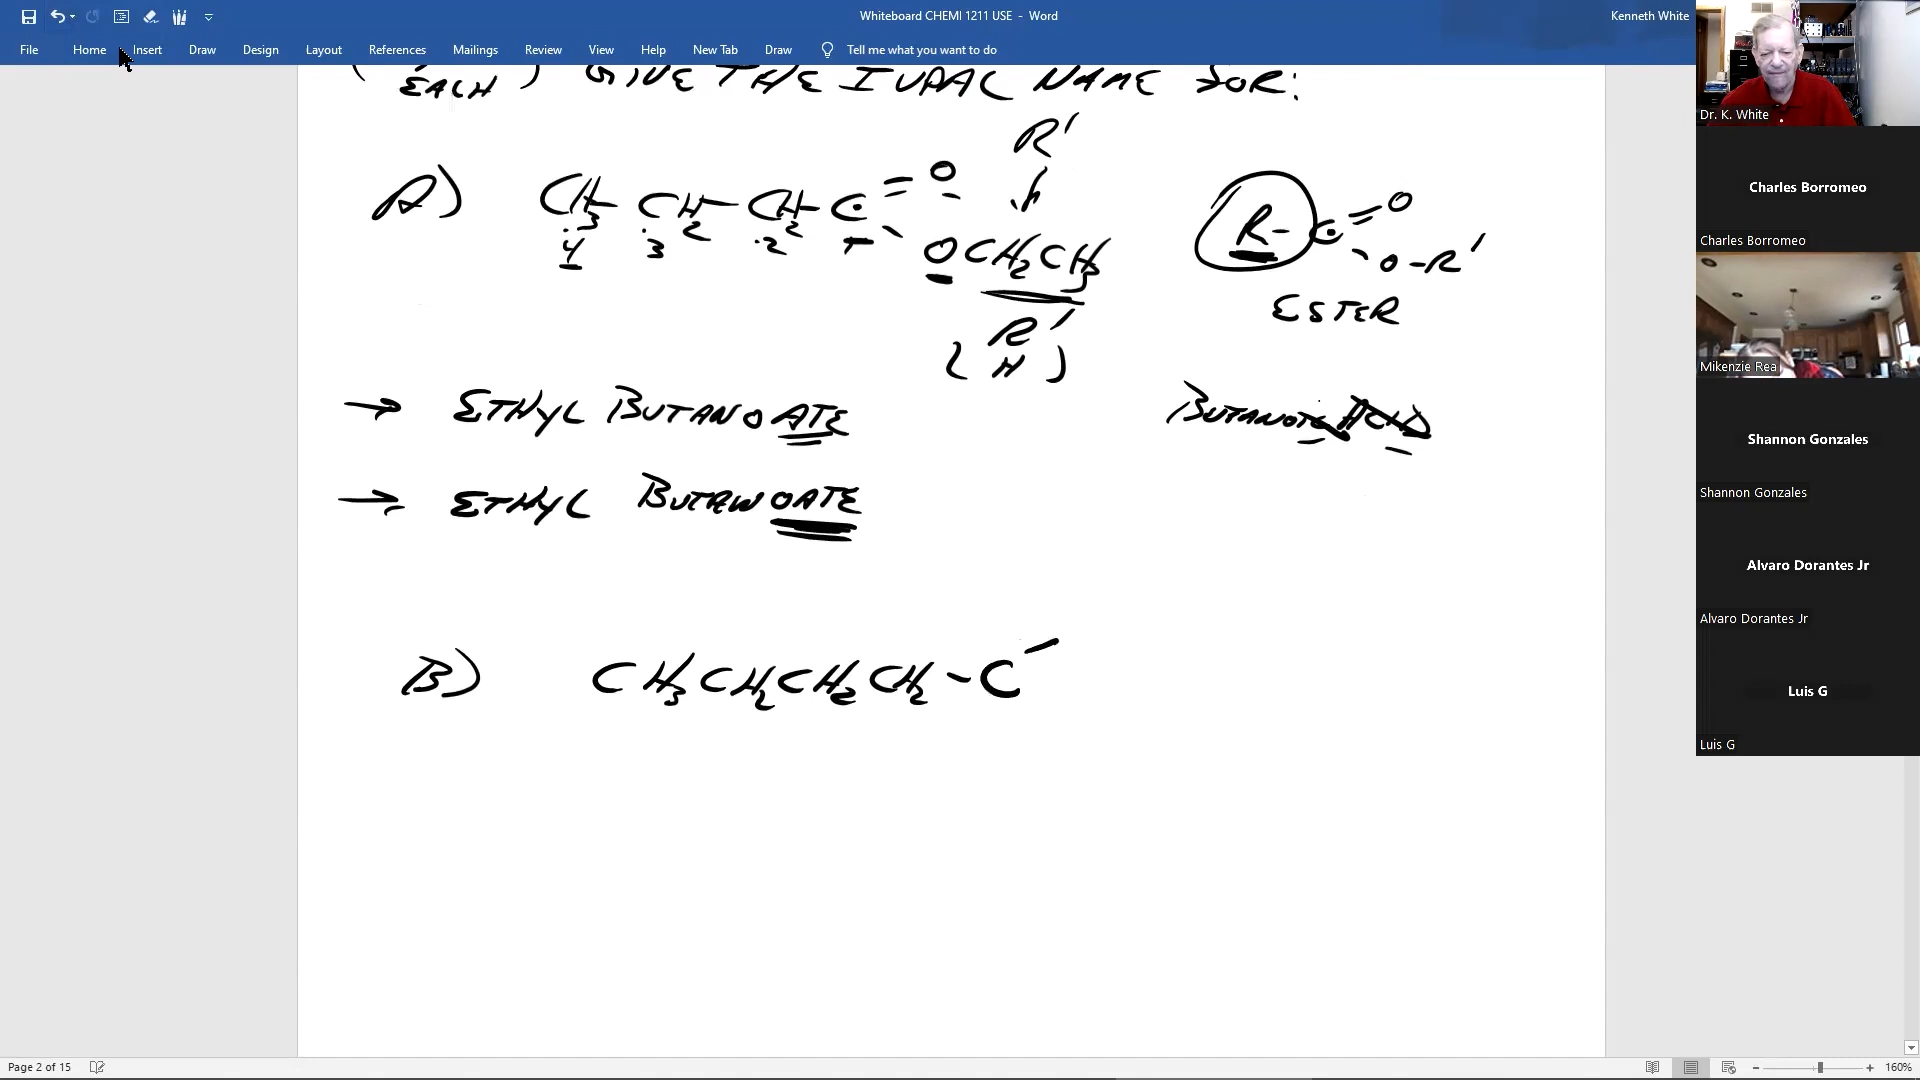 Whiteboard CHEMI 1211 USE - Word
Kenneth White
File Home Insert Draw Design Layout References Mailings Review View Help New Tab Draw Tell me what you want to do
( EACH ) GIVE THE IUPAC NAME FOR:
R'
A) CH3-CH2-CH2-C=O
4 3 2 1
OCH2CH3
R'
( H )
R-C=O
O-R'
ESTER
→ ETHYL BUTANOATE
BUTANOIC ACID
→ ETHYL BUTANOATE
B) CH3CH2CH2CH2-C
Dr. K. White
Charles Borromeo
Charles Borromeo
Mikenzie Rea
Shannon Gonzales
Shannon Gonzales
Alvaro Dorantes Jr
Alvaro Dorantes Jr
Luis G
Luis G
Page 2 of 15
160%